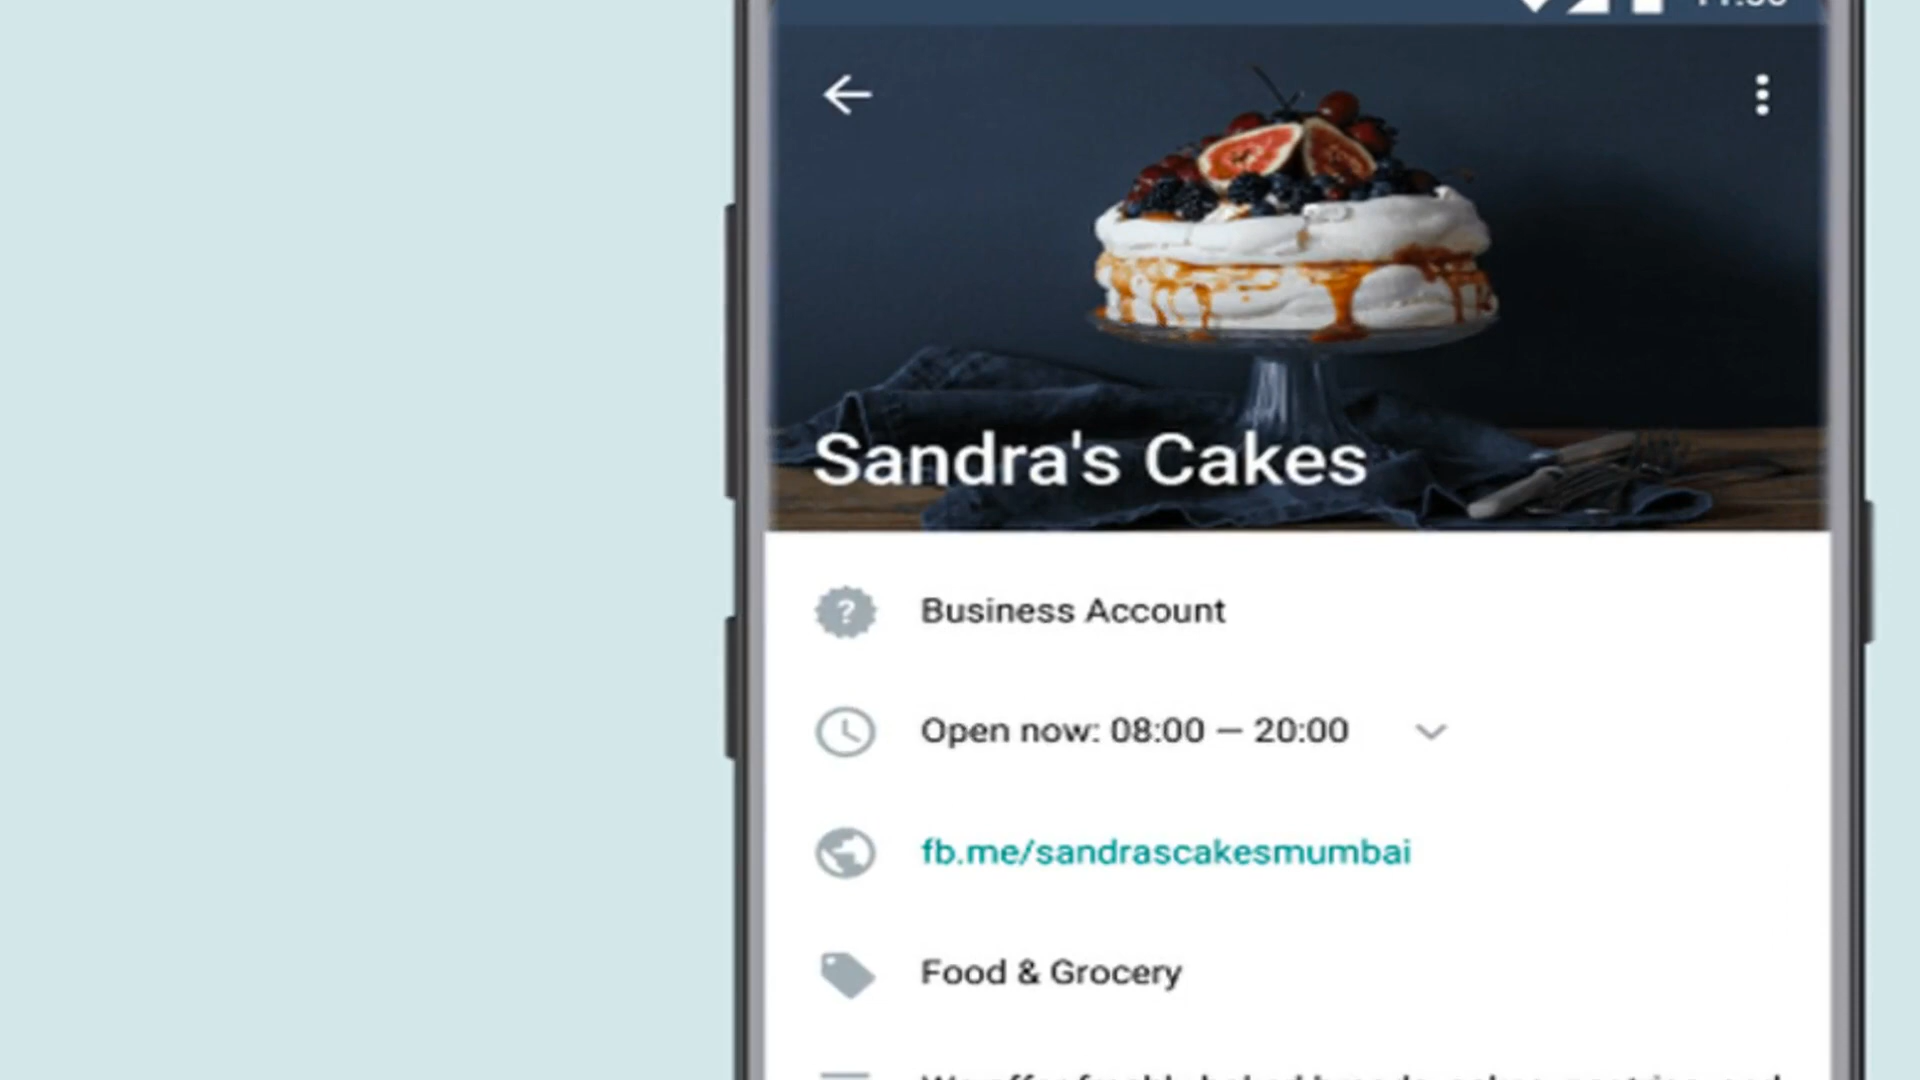 Sandra's Cakes
Business Account
Open now: 08:00 — 20:00
fb.me/sandrascakesmumbai
Food & Grocery